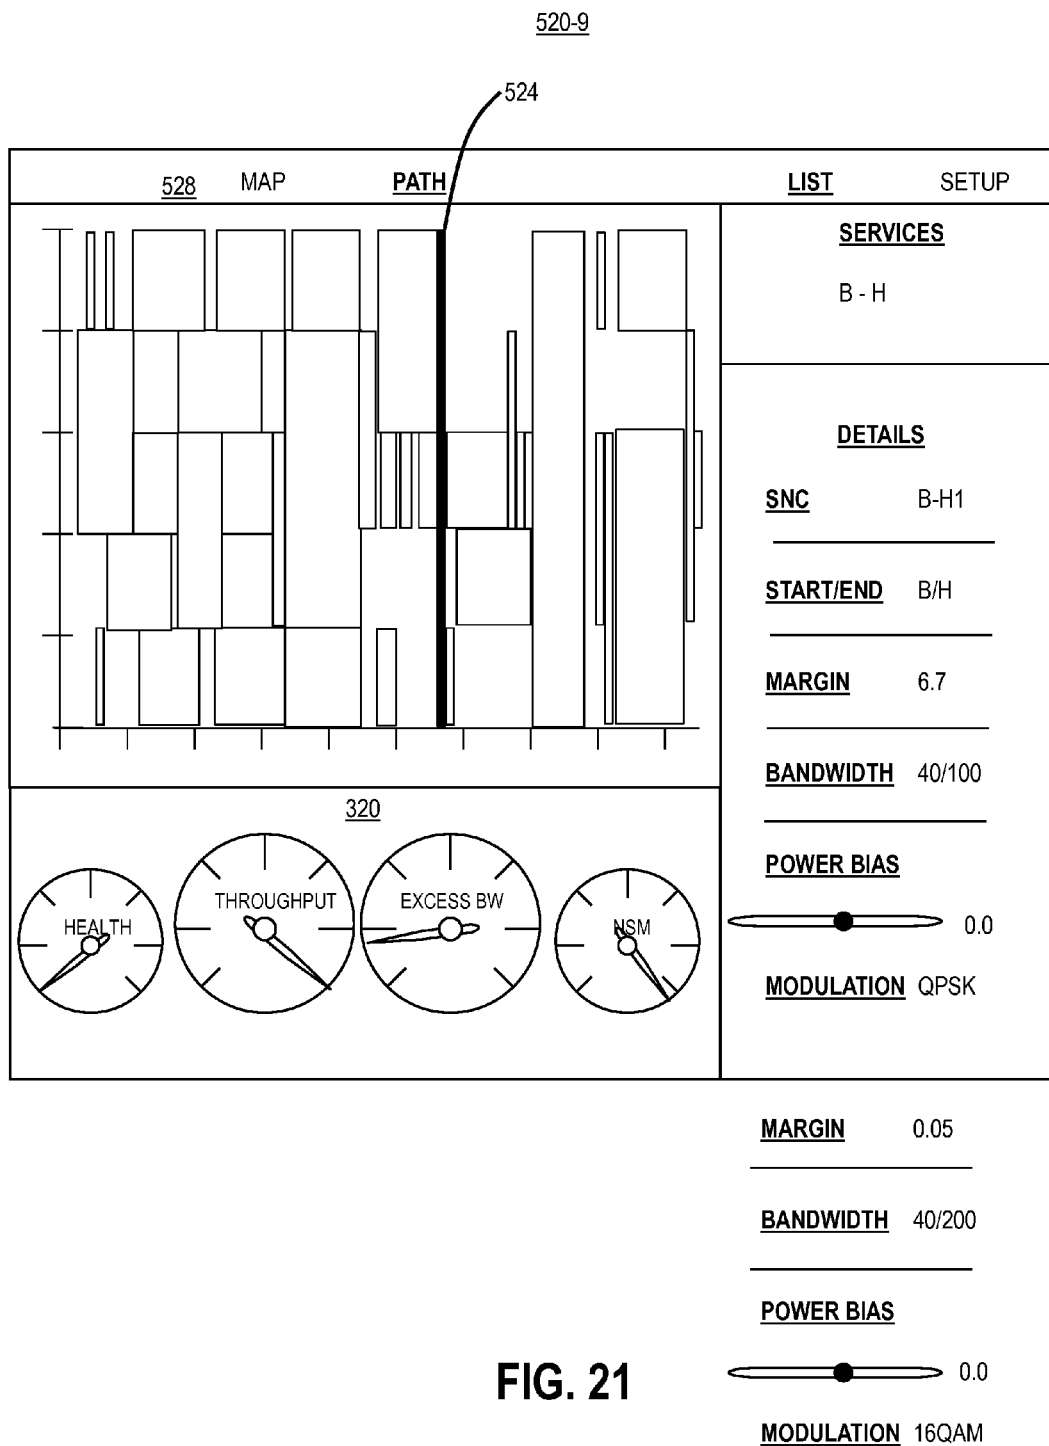 520-9
524
528 MAP PATH LIST SETUP
SERVICES
B - H
DETAILS
SNC B-H1
START/END B/H
MARGIN 6.7
BANDWIDTH 40/100
POWER BIAS
0.0
MODULATION QPSK
320
HEALTH
THROUGHPUT
EXCESS BW
NSM
MARGIN 0.05
BANDWIDTH 40/200
POWER BIAS
0.0
MODULATION 16QAM
FIG. 21